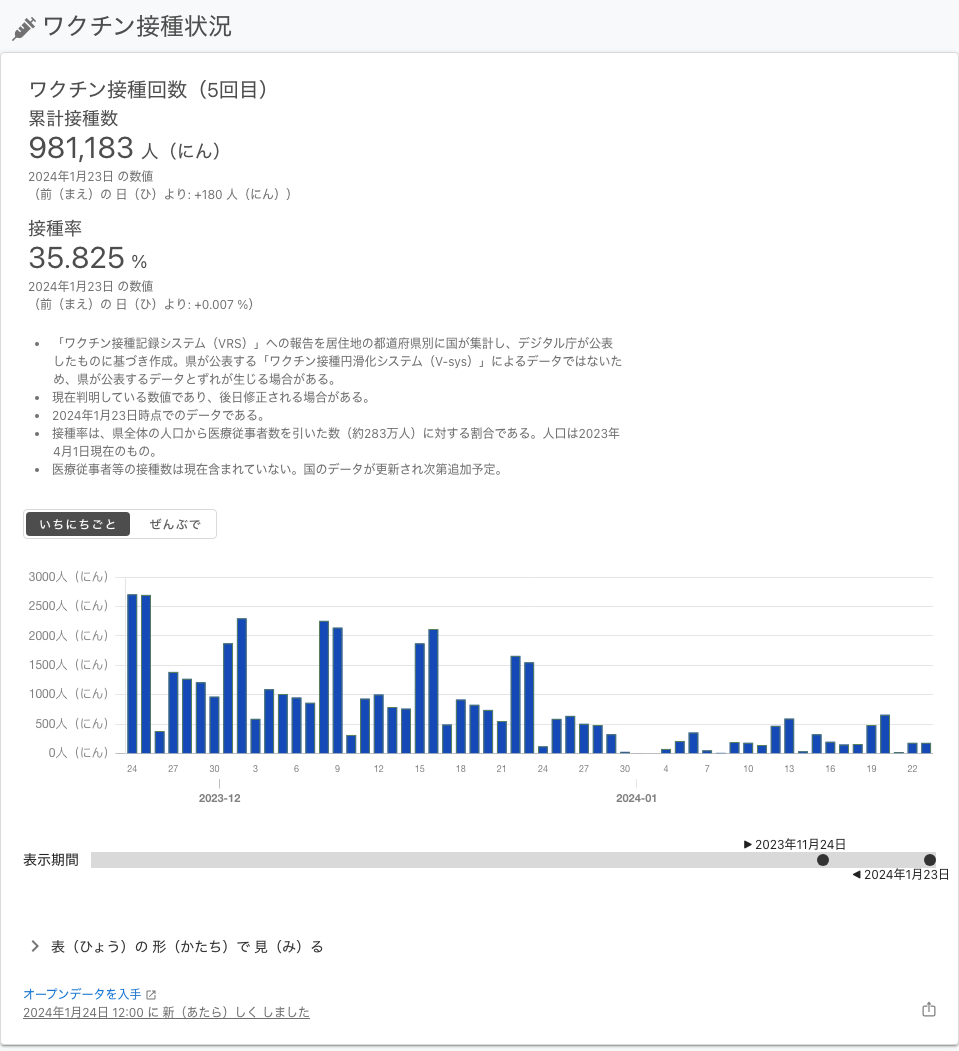 ワクチン接種状況
ワクチン接種回数（5回目）
累計接種数
981,183 人（にん）
2024年1月23日 の数値
（前（まえ）の 日（ひ）より: +180 人（にん））
接種率
35.825 %
2024年1月23日 の数値
（前（まえ）の 日（ひ）より: +0.007 %）
• 「ワクチン接種記録システム（VRS）」への報告を居住地の都道府県別に国が集計し、デジタル庁が公表
したものに基づき作成。県が公表する「ワクチン接種円滑化システム（V-sys）」によるデータではないた
め、県が公表するデータとずれが生じる場合がある。
• 現在判明している数値であり、後日修正される場合がある。
• 2024年1月23日時点でのデータである。
• 接種率は、県全体の人口から医療従事者数を引いた数（約283万人）に対する割合である。人口は2023年
4月1日現在のもの。
• 医療従事者等の接種数は現在含まれていない。国のデータが更新され次第追加予定。
いちにちごと ぜんぶで
3000人（にん）
2500人（にん）
2000人（にん）
1500人（にん）
1000人（にん）
500人（にん）
0人（にん）
24 27 30 3 6 9 12 15 18 21 24 27 30 4 7 10 13 16 19 22
2023-12 2024-01
▶ 2023年11月24日
表示期間
◀ 2024年1月23日
表（ひょう）の 形（かたち）で 見（み）る
オープンデータを入手
2024年1月24日 12:00 に 新（あたら）しく しました